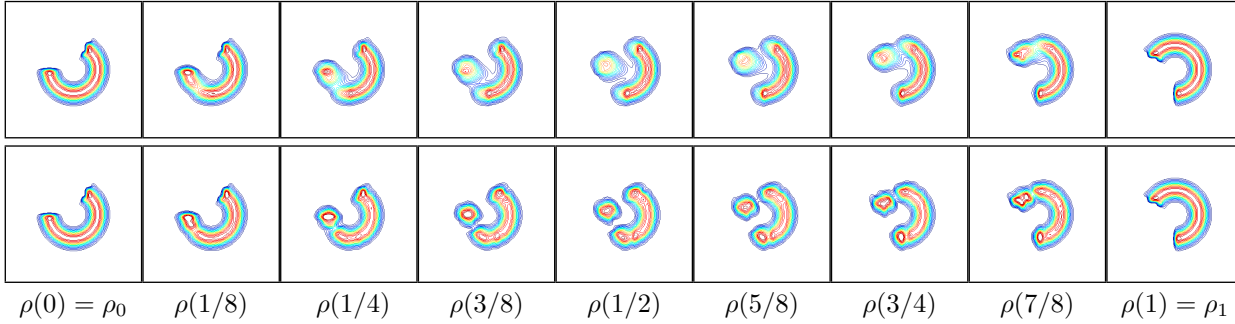 ρ(0) = ρ₀ ρ(1/8) ρ(1/4) ρ(3/8) ρ(1/2) ρ(5/8) ρ(3/4) ρ(7/8) ρ(1) = ρ₁